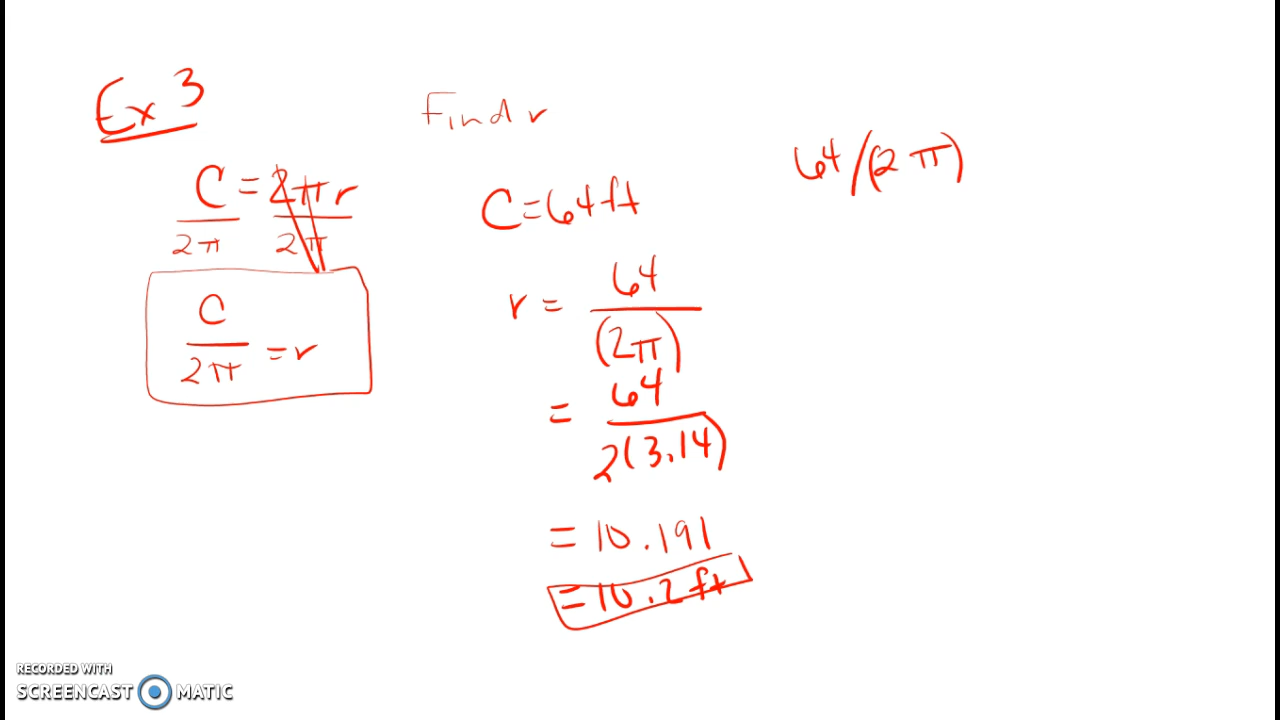 Ex 3
Find r
C = 2πr
2π 2π
C
2π = r
C = 64 ft
r = 64
(2π)
= 64
2(3.14)
= 10.191
= 10.2 ft
64/(2π)
RECORDED WITH
SCREENCAST MATIC